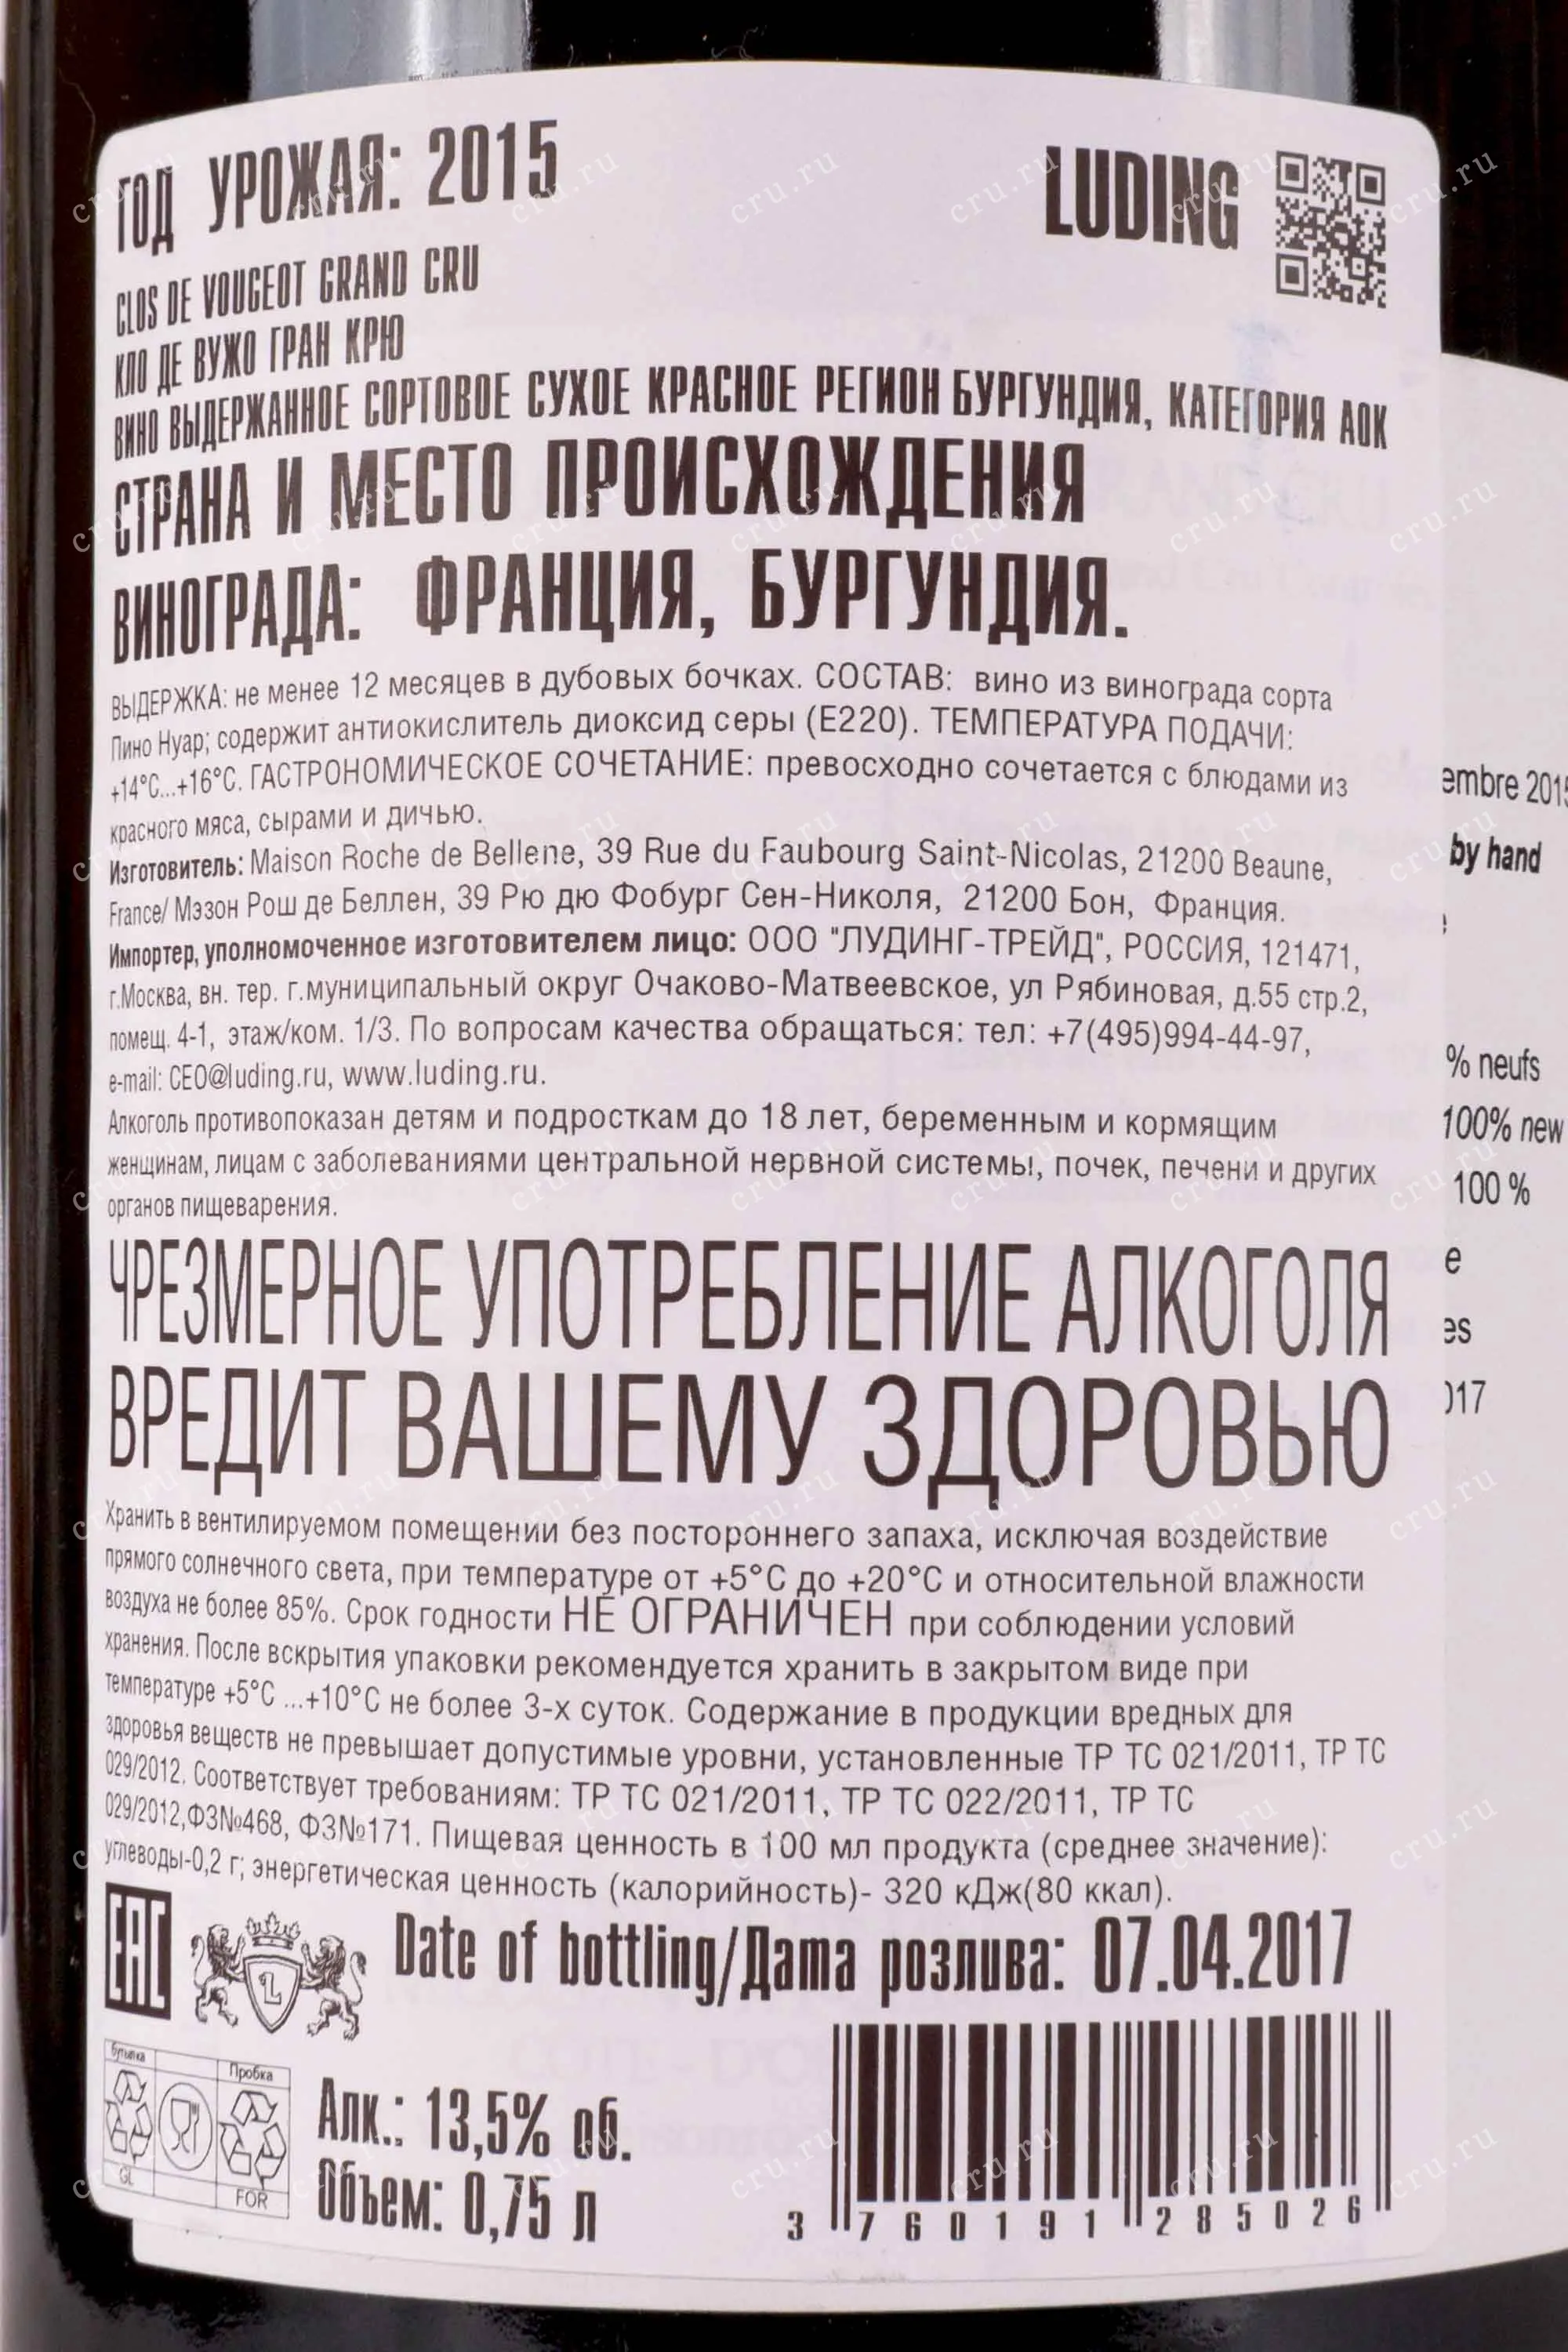 ГОД УРОЖАЯ: 2015
LUDING
CLOS DE VOUGEOT GRAND CRU
КЛО ДЕ ВУЖО ГРАН КРЮ
ВИНО ВЫДЕРЖАННОЕ СОРТОВОЕ СУХОЕ КРАСНОЕ РЕГИОН БУРГУНДИЯ, КАТЕГОРИЯ АОК
СТРАНА И МЕСТО ПРОИСХОЖДЕНИЯ
ВИНОГРАДА: ФРАНЦИЯ, БУРГУНДИЯ.
ВЫДЕРЖКА: не менее 12 месяцев в дубовых бочках. СОСТАВ: вино из винограда сорта
Пино Нуар; содержит антиокислитель диоксид серы (Е220). ТЕМПЕРАТУРА ПОДАЧИ:
+14°С...+16°С. ГАСТРОНОМИЧЕСКОЕ СОЧЕТАНИЕ: превосходно сочетается с блюдами из
красного мяса, сырами и дичью.
Изготовитель: Maison Roche de Bellene, 39 Rue du Faubourg Saint-Nicolas, 21200 Beaune,
France/ Мэзон Рош де Беллен, 39 Рю дю Фобург Сен-Николя, 21200 Бон, Франция.
Импортер, уполномоченное изготовителем лицо: ООО "ЛУДИНГ-ТРЕЙД", РОССИЯ, 121471,
г.Москва, вн. тер. г.муниципальный округ Очаково-Матвеевское, ул Рябиновая, д.55 стр.2,
помещ. 4-1, этаж/ком. 1/3. По вопросам качества обращаться: тел: +7(495)994-44-97,
e-mail: CEO@luding.ru, www.luding.ru.
Алкоголь противопоказан детям и подросткам до 18 лет, беременным и кормящим
женщинам, лицам с заболеваниями центральной нервной системы, почек, печени и других
органов пищеварения.
ЧРЕЗМЕРНОЕ УПОТРЕБЛЕНИЕ АЛКОГОЛЯ
ВРЕДИТ ВАШЕМУ ЗДОРОВЬЮ
Хранить в вентилируемом помещении без постороннего запаха, исключая воздействие
прямого солнечного света, при температуре от +5°С до +20°С и относительной влажности
воздуха не более 85%. Срок годности НЕ ОГРАНИЧЕН при соблюдении условий
хранения. После вскрытия упаковки рекомендуется хранить в закрытом виде при
температуре +5°С ...+10°С не более 3-х суток. Содержание в продукции вредных для
здоровья веществ не превышает допустимые уровни, установленные ТР ТС 021/2011, ТР ТС
029/2012. Соответствует требованиям: ТР ТС 021/2011, ТР ТС 022/2011, ТР ТС
029/2012,ФЗ№468, ФЗ№171. Пищевая ценность в 100 мл продукта (среднее значение):
углеводы-0,2 г; энергетическая ценность (калорийность)- 320 кДж(80 ккал).
EAC
L
Date of bottling/Дата розлива: 07.04.2017
бутылка
Пробка
GL
FOR
Алк.: 13,5% об.
Объем: 0,75 л
3 760191 285026
embre 2015
by hand
% neufs
100% new
100 %
e
es
017
cru.ru